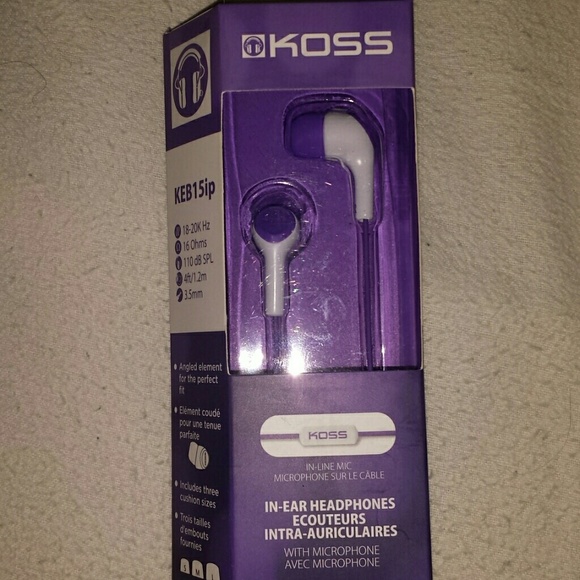 KOSS
KEB15ip
18-20K Hz
16 Ohms
110 dB SPL
4ft/1.2m
3.5mm
• Angled element
for the perfect
fit
• Elément coudé
pour une tenue
parfaite
• Includes three
cushion sizes
• Trois tailles
d'embouts
fournies
KOSS
IN-LINE MIC
MICROPHONE SUR LE CÂBLE
IN-EAR HEADPHONES
ECOUTEURS
INTRA-AURICULAIRES
WITH MICROPHONE
AVEC MICROPHONE